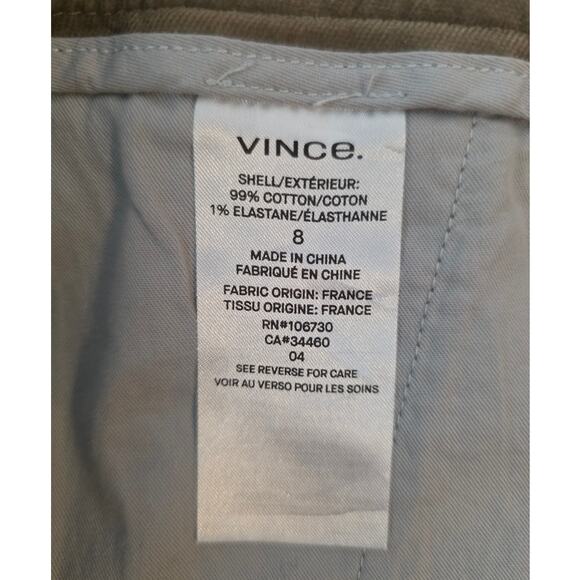 VINCE.
SHELL/EXTÉRIEUR:
99% COTTON/COTON
1% ELASTANE/ÉLASTHANNE
8
MADE IN CHINA
FABRIQUÉ EN CHINE
FABRIC ORIGIN: FRANCE
TISSU ORIGINE: FRANCE
RN#106730
CA#34460
04
SEE REVERSE FOR CARE
VOIR AU VERSO POUR LES SOINS